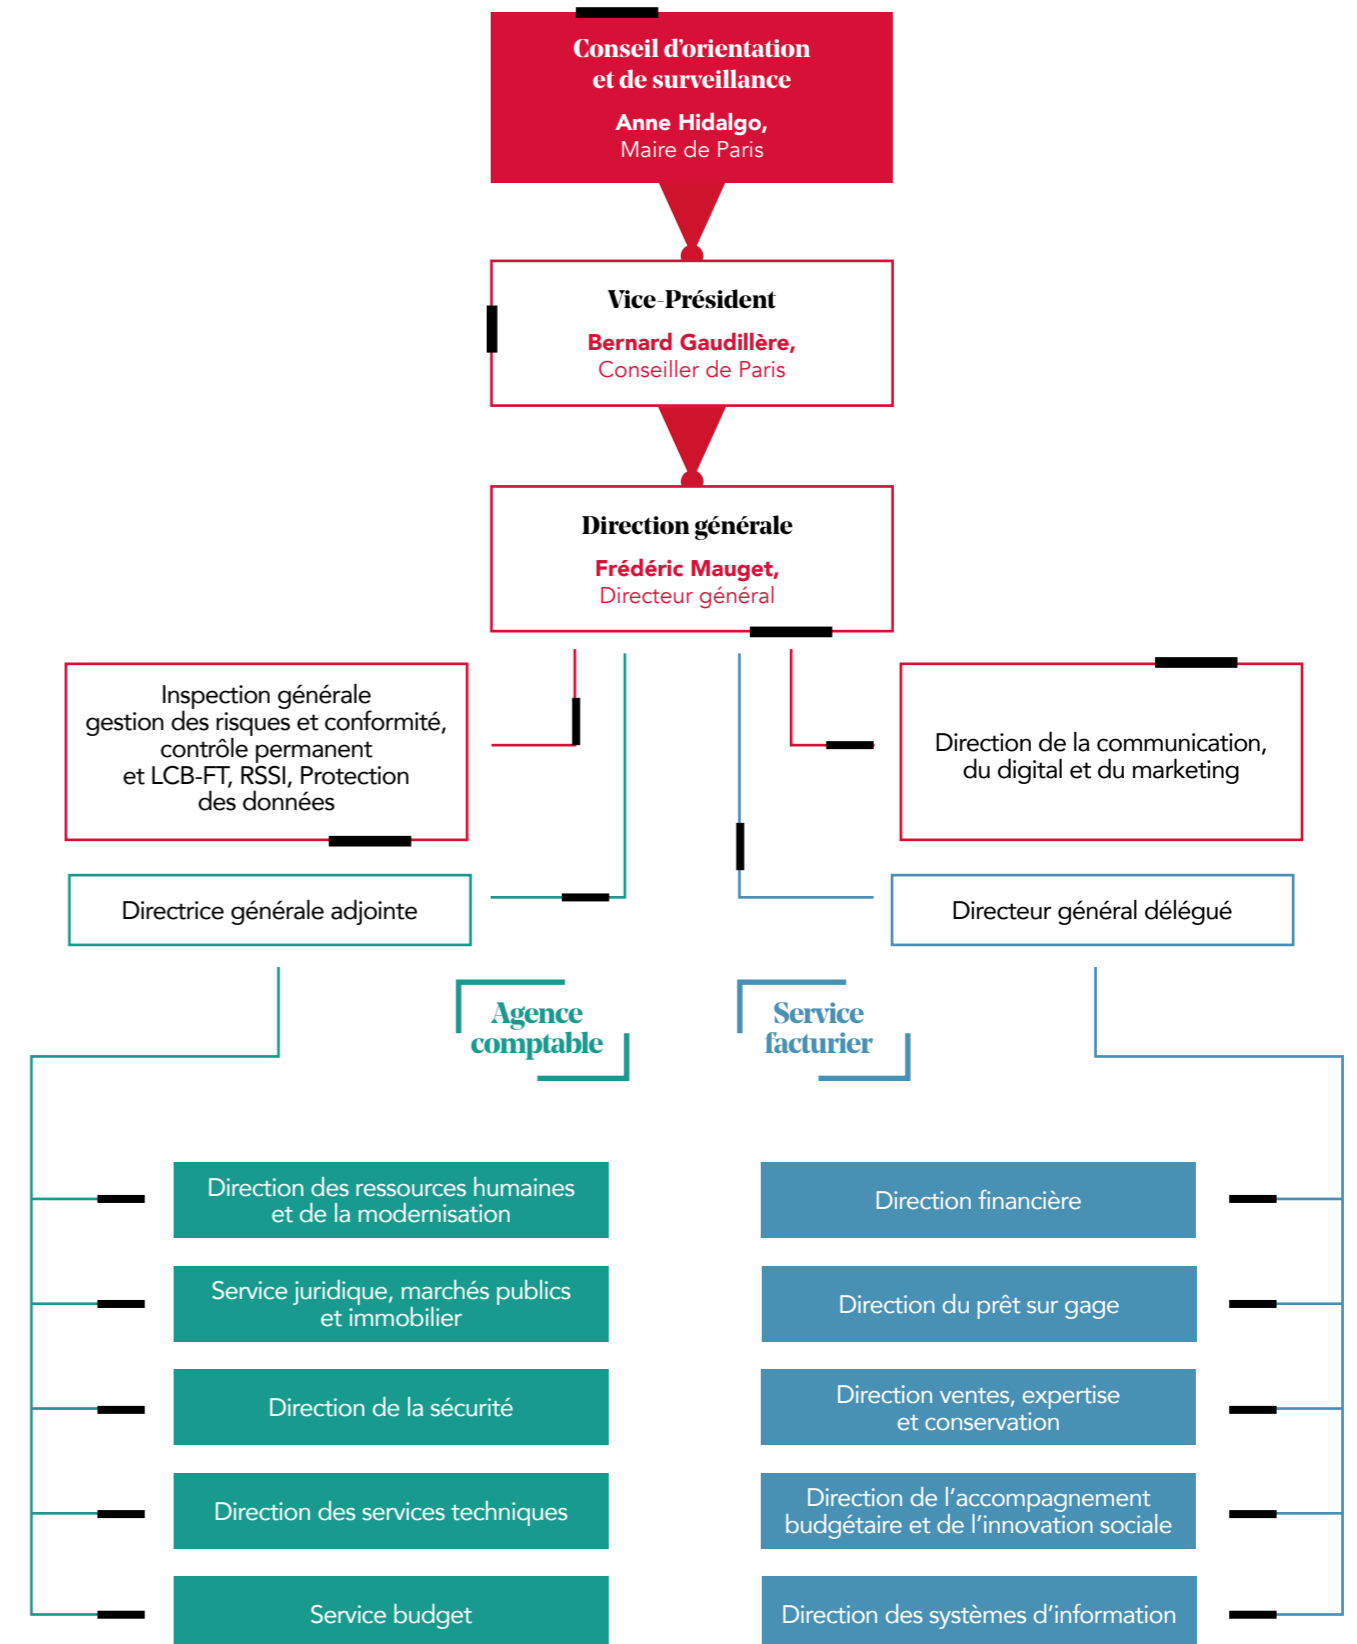 Conseil d'orientation
et de surveillance
Anne Hidalgo,
Maire de Paris
Vice-Président
Bernard Gaudillère,
Conseiller de Paris
Direction générale
Frédéric Mauget,
Directeur général
Inspection générale
gestion des risques et conformité,
contrôle permanent
et LCB-FT, RSSI, Protection
des données
Direction de la communication,
du digital et du marketing
Directrice générale adjointe
Directeur général délégué
Agence
comptable
Service
facturier
Direction des ressources humaines
et de la modernisation
Service juridique, marchés publics
et immobilier
Direction de la sécurité
Direction des services techniques
Service budget
Direction financière
Direction du prêt sur gage
Direction ventes, expertise
et conservation
Direction de l'accompagnement
budgétaire et de l'innovation sociale
Direction des systèmes d'information